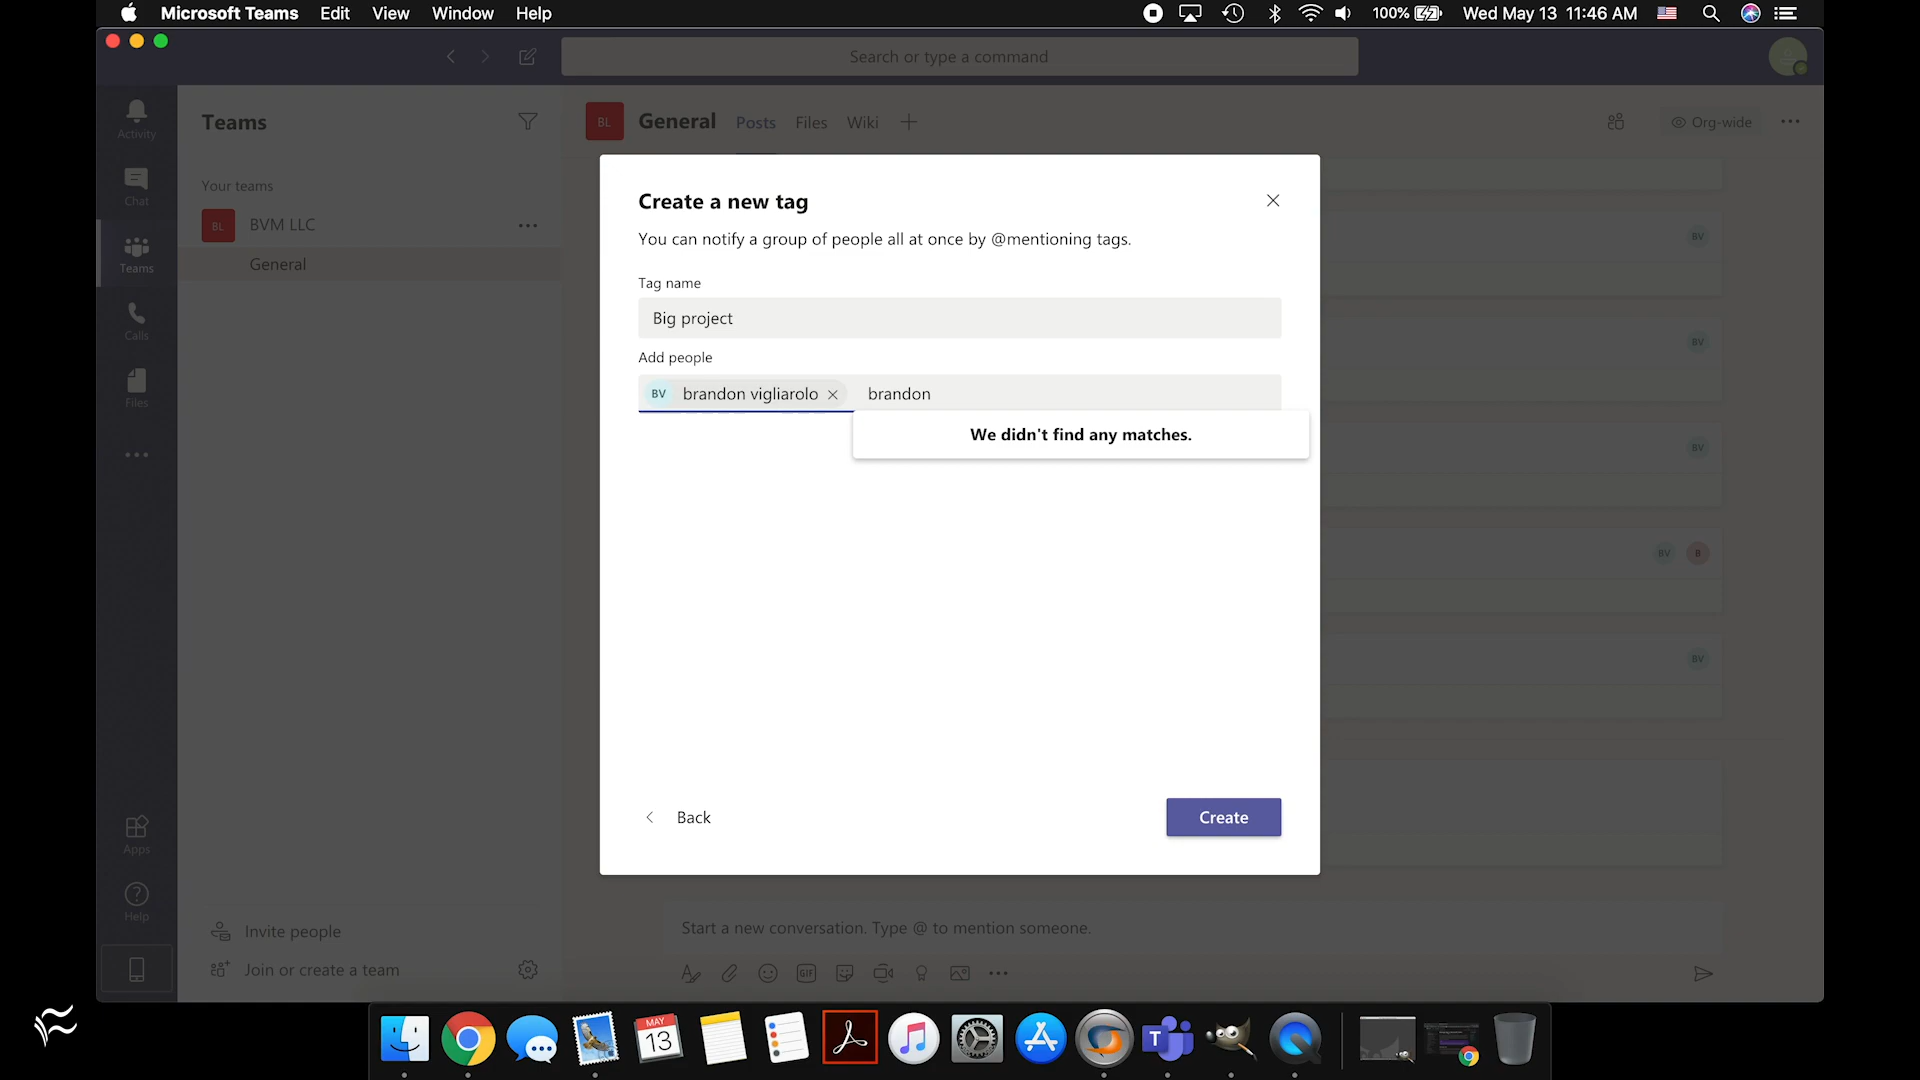 Microsoft Teams Edit View Window Help
100% Wed May 13 11:46 AM
Search or type a command
Activity
Chat
Teams
Calls
Files
Apps
Help
Teams
Your teams
BL BVM LLC
General
Invite people
Join or create a team
BL General Posts Files Wiki
Org-wide
BV
BV
BV
BV B
BV
Create a new tag
You can notify a group of people all at once by @mentioning tags.
Tag name
Big project
Add people
BV brandon vigliarolo brandon
We didn't find any matches.
Back
Create
Start a new conversation. Type @ to mention someone.
GIF
MAY
13
T